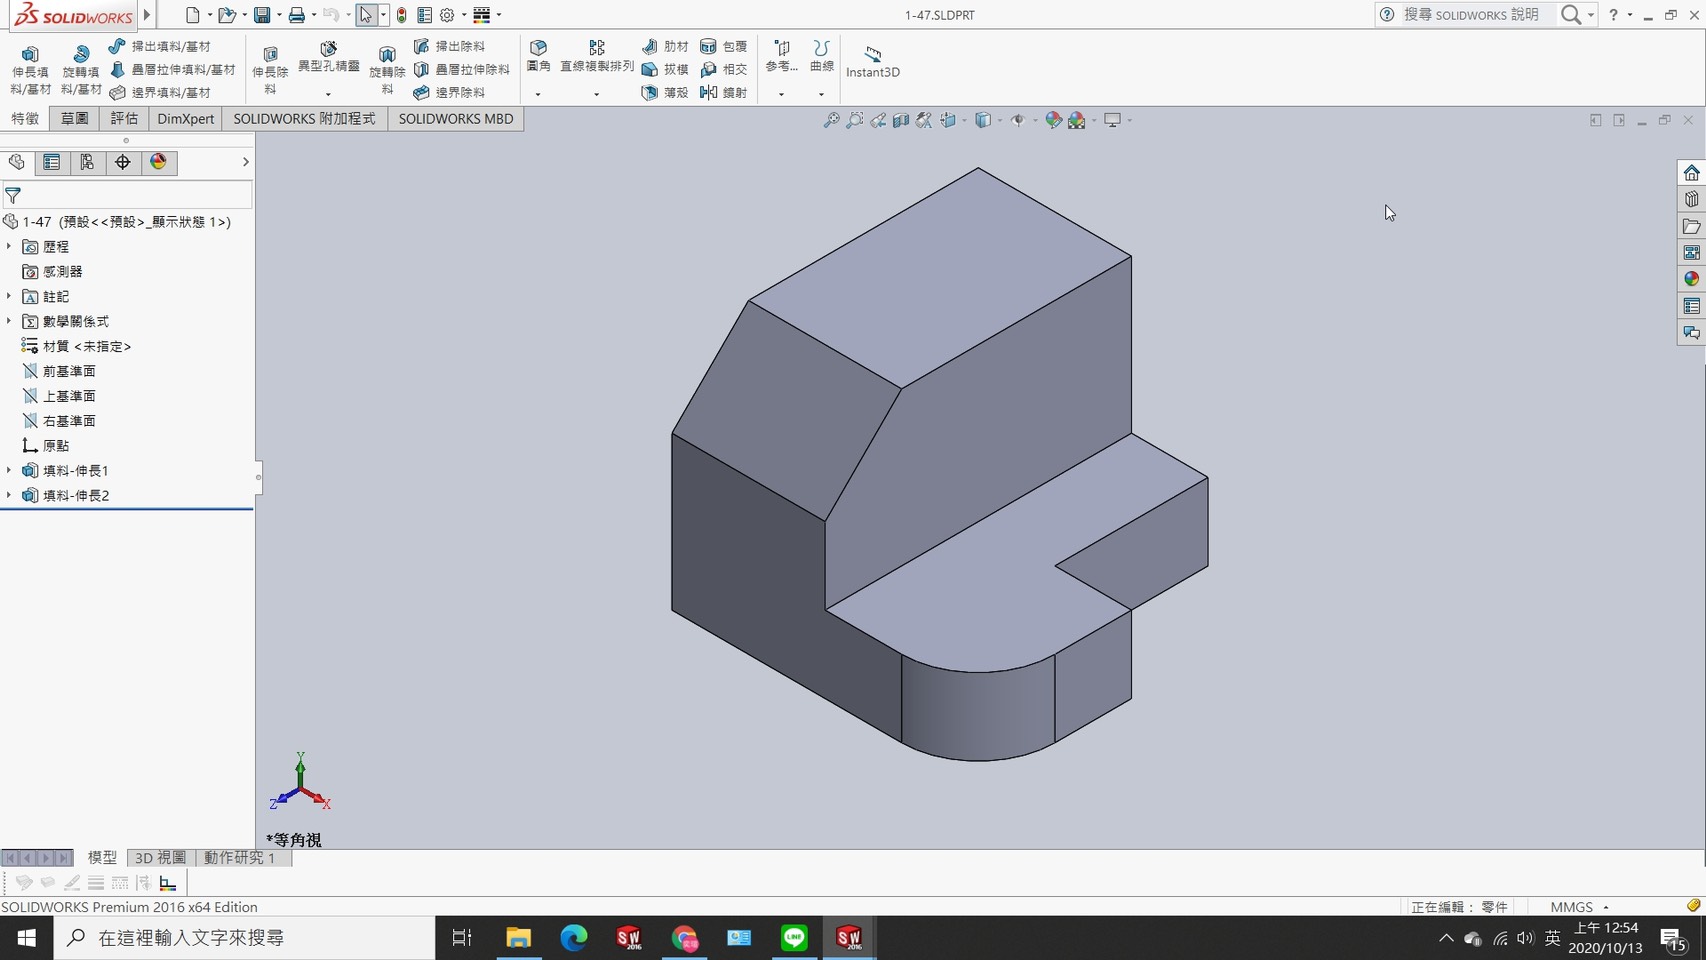 SOLIDWORKS
1-47.SLDPRT
搜尋 SOLIDWORKS 說明
伸長填料/基材
旋轉填料/基材
掃出填料/基材
疊層拉伸填料/基材
邊界填料/基材
伸長除料
異型孔精靈
旋轉除料
掃出除料
疊層拉伸除料
邊界除料
圓角
直線複製排列
肋材
拔模
薄殼
包覆
相交
鏡射
參考...
曲線
Instant3D
特徵
草圖
評估
DimXpert
SOLIDWORKS 附加程式
SOLIDWORKS MBD
1-47 (預設<<預設>_顯示狀態 1>)
歷程
感測器
註記
數學關係式
材質 <未指定>
前基準面
上基準面
右基準面
原點
填料-伸長1
填料-伸長2
Y
Z
X
*等角視
模型
3D 視圖
動作研究 1
SOLIDWORKS Premium 2016 x64 Edition
正在編輯： 零件
MMGS
在這裡輸入文字來搜尋
SW 2016
LINE
SW 2016
英
上午 12:54
2020/10/13
15